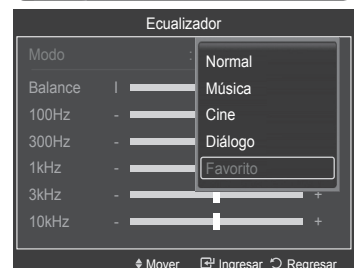 Ecualizador
Modo :
Normal
Música
Cine
Diálogo
Favorito
Balance I
100Hz -
300Hz -
1kHz -
3kHz - +
10kHz - +
Mover Ingresar Regresar